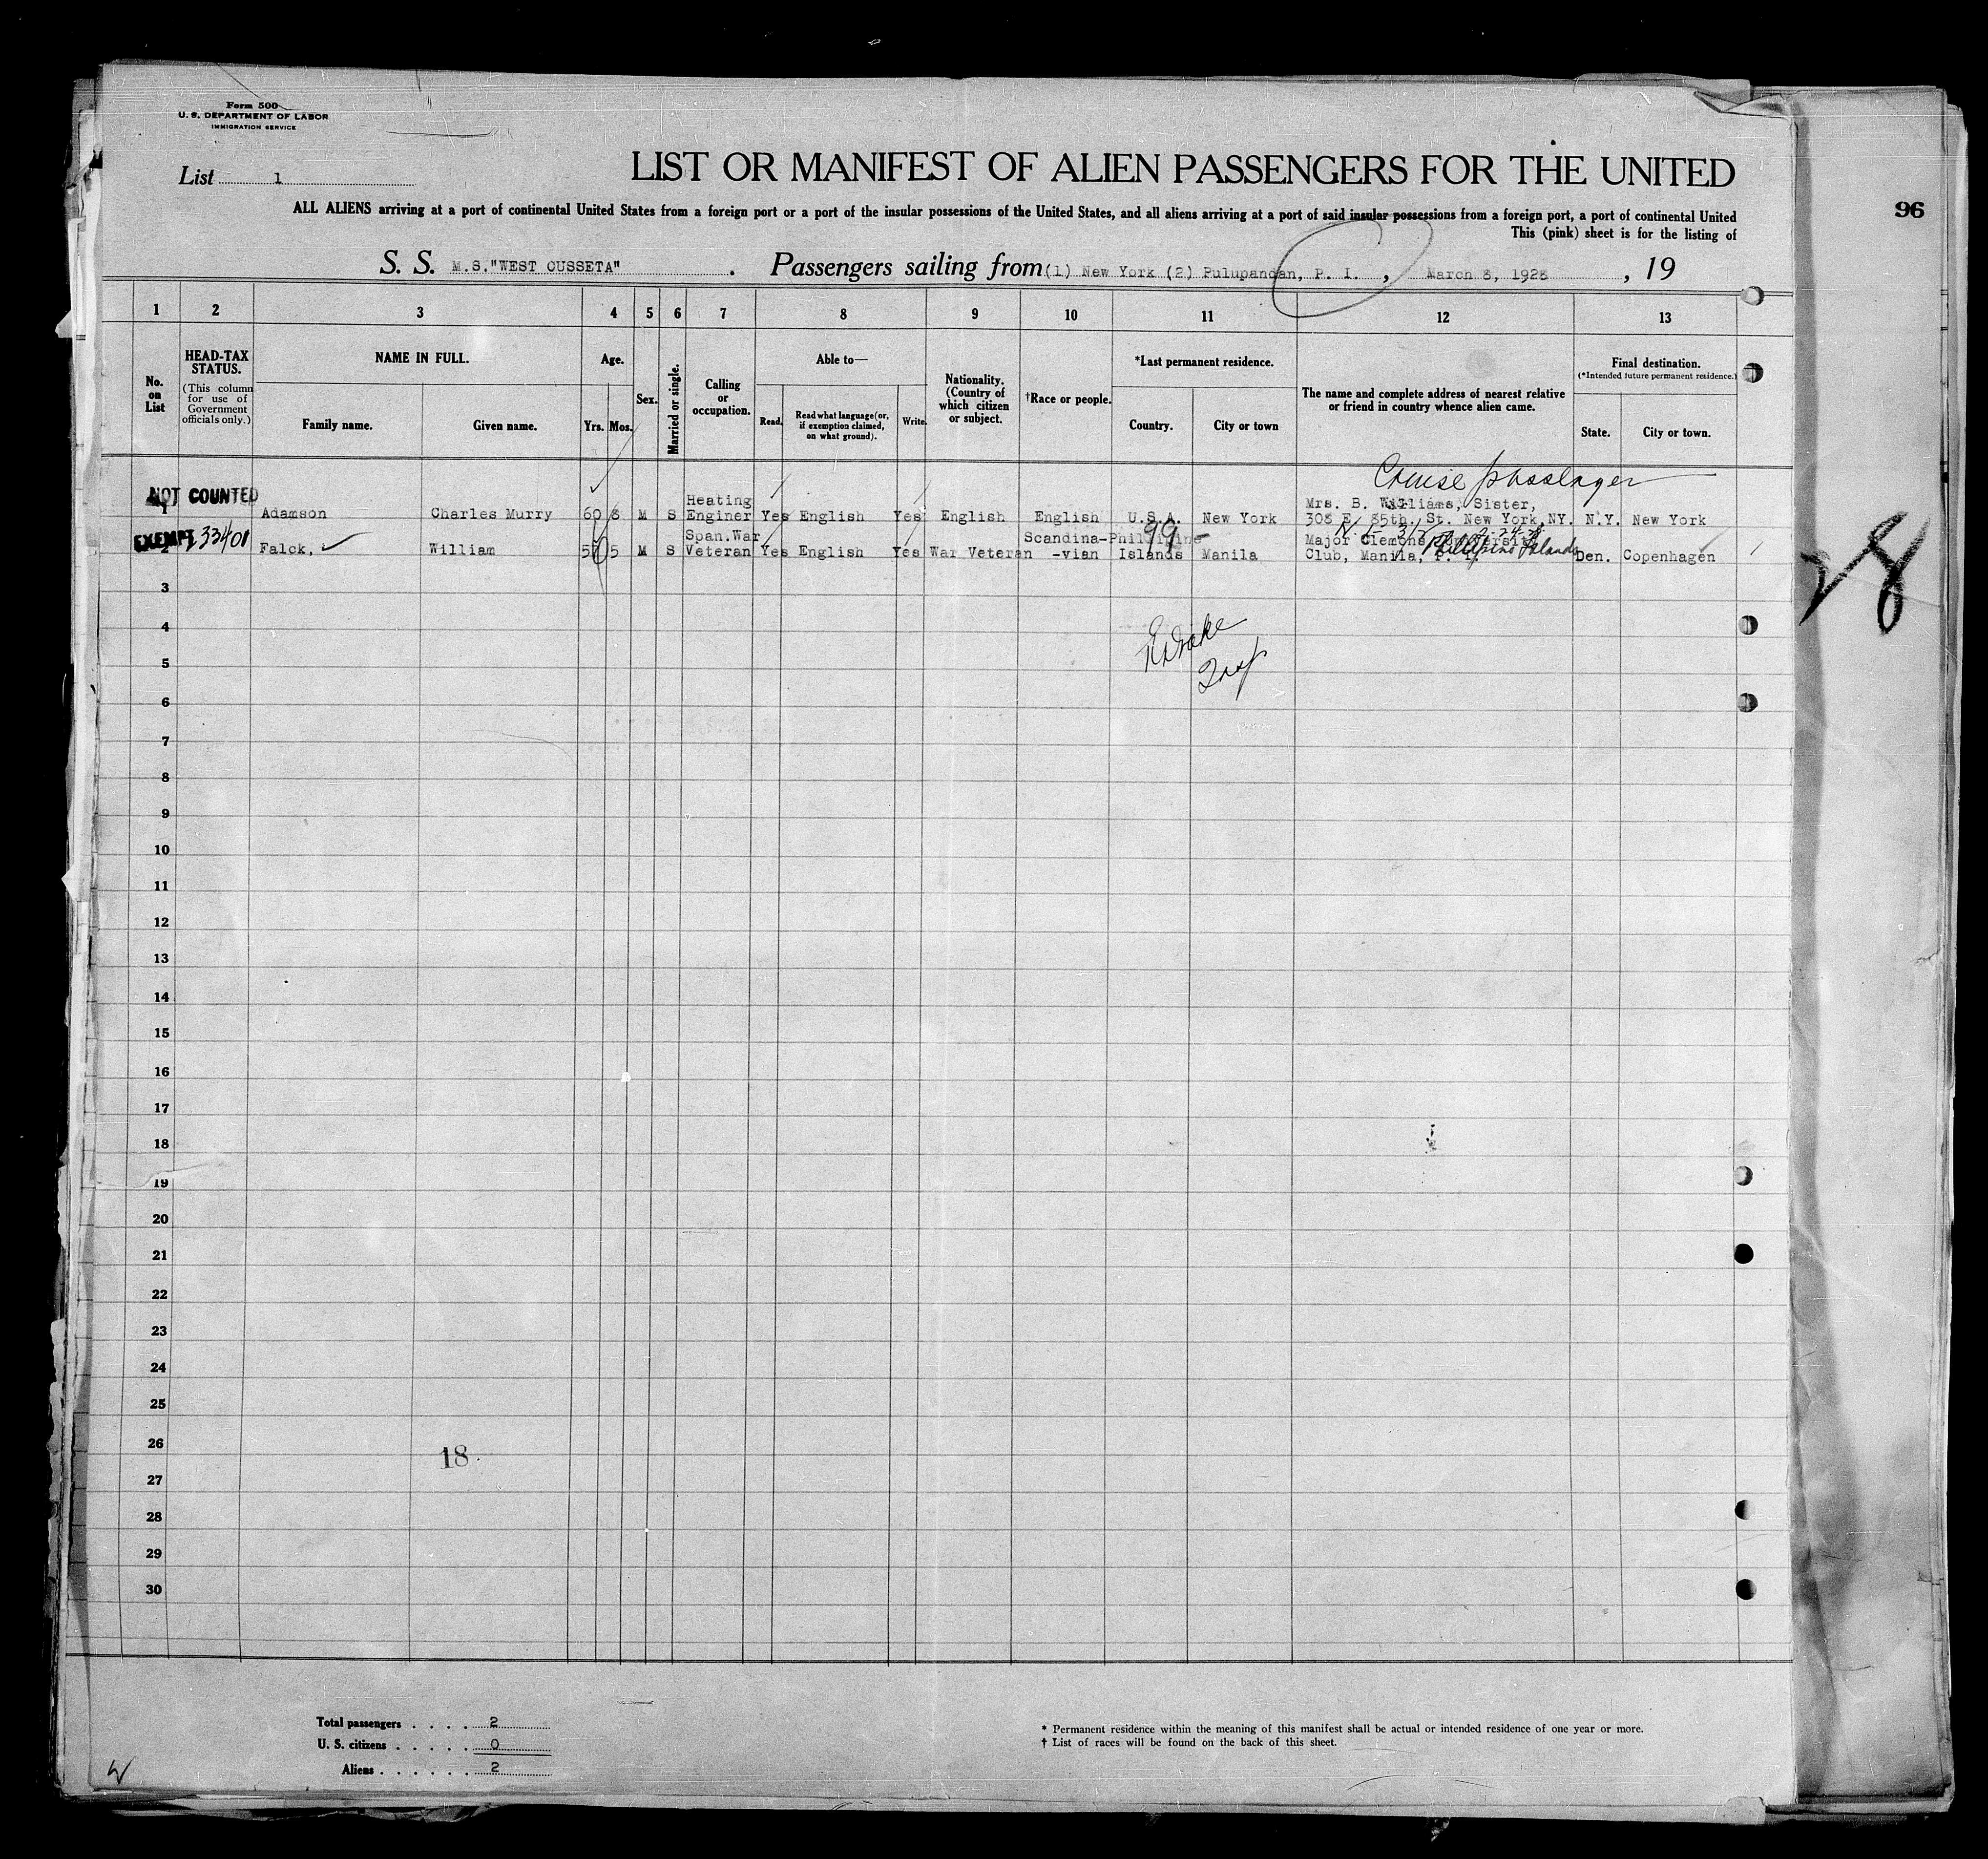 Form 500
U. S. DEPARTMENT OF LABOR
IMMIGRATION SERVICE
List 1
LIST OR MANIFEST OF ALIEN PASSENGERS FOR THE UNITED
ALL ALIENS arriving at a port of continental United States from a foreign port or a port of the insular possessions of the United States, and all aliens arriving at a port of said insular possessions from a foreign port, a port of continental United
This (pink) sheet is for the listing of
96
S. S. M.S."WEST CUSSETA" . Passengers sailing from (1) New York (2) Pulupandan, P. I. , March 8, 1928 , 19
1 2 3 4 5 6 7 8 9 10 11 12 13
No. on List
HEAD-TAX STATUS.
(This column for use of Government officials only.)
NAME IN FULL.
Family name.
Given name.
Age.
Yrs. Mos.
Sex.
Married or single.
Calling or occupation.
Able to—
Read.
Read what language (or, if exemption claimed, on what ground).
Write.
Nationality. (Country of which citizen or subject.
†Race or people.
*Last permanent residence.
Country.
City or town
The name and complete address of nearest relative or friend in country whence alien came.
Final destination.
(*Intended future permanent residence.)
State.
City or town.
Cruise passenger
NOT COUNTED
1 Adamson Charles Murry 60 8 M S Heating Enginer Yes English Yes English English U.S.A. New York Mrs. B. Williams, Sister, 308 E. 85th. St. New York, NY. N.Y. New York
EXEMPT 33401
2 Falck, William 5 5 M S Span.War Veteran Yes English Yes War Veteran Scandina-vian Philipine Islands Manila Major Clemons, Club, Manila, P. I. Den. Copenhagen
99
Philippine Islands
28
3
4
Drake
Insp
5
6
7
8
9
10
11
12
13
14
15
16
17
18
19
20
21
22
23
24
25
26
18
27
28
29
30
Total passengers . . . . 2
U. S. citizens . . . . . 0
Aliens . . . . . . 2
* Permanent residence within the meaning of this manifest shall be actual or intended residence of one year or more.
† List of races will be found on the back of this sheet.